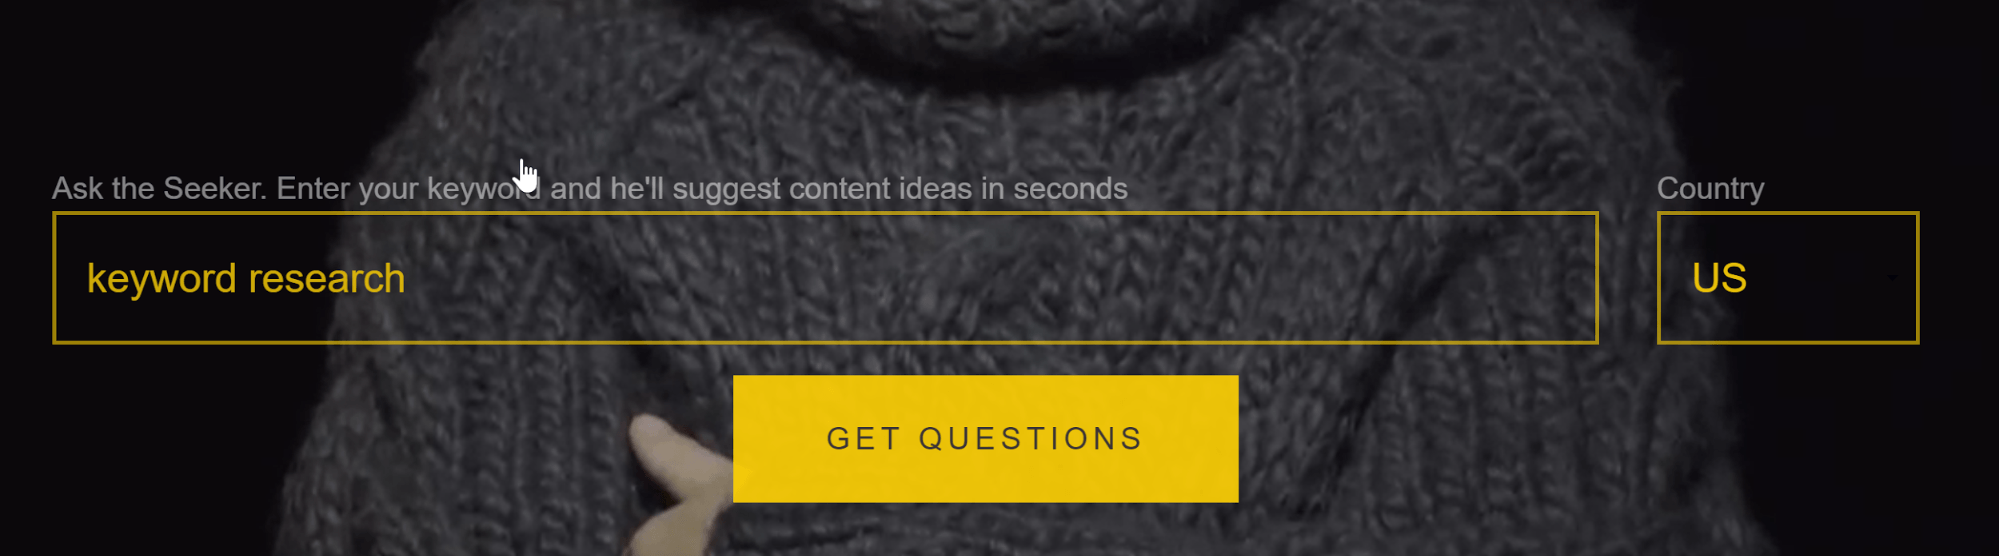 Ask the Seeker. Enter your keyword and he'll suggest content ideas in seconds
Country
keyword research
US
GET QUESTIONS